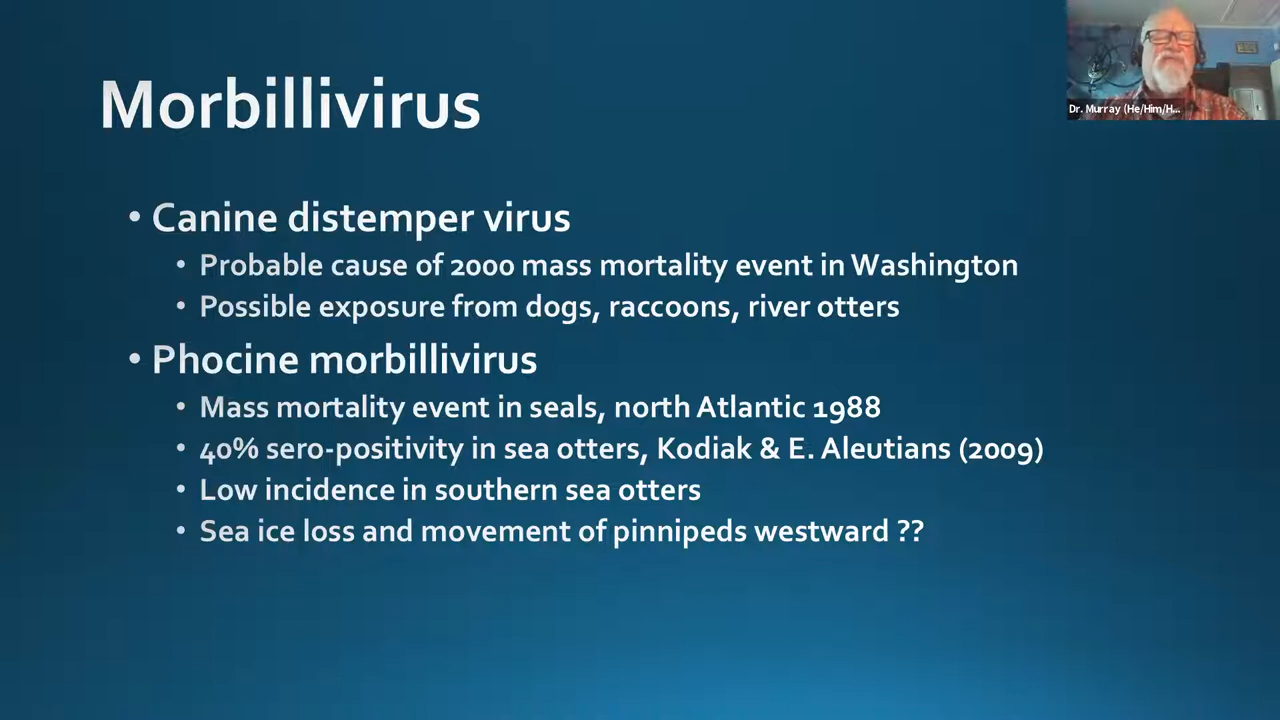 Morbillivirus
Dr. Murray (He/Him/H...
• Canine distemper virus
• Probable cause of 2000 mass mortality event in Washington
• Possible exposure from dogs, raccoons, river otters
• Phocine morbillivirus
• Mass mortality event in seals, north Atlantic 1988
• 40% sero-positivity in sea otters, Kodiak & E. Aleutians (2009)
• Low incidence in southern sea otters
• Sea ice loss and movement of pinnipeds westward ??